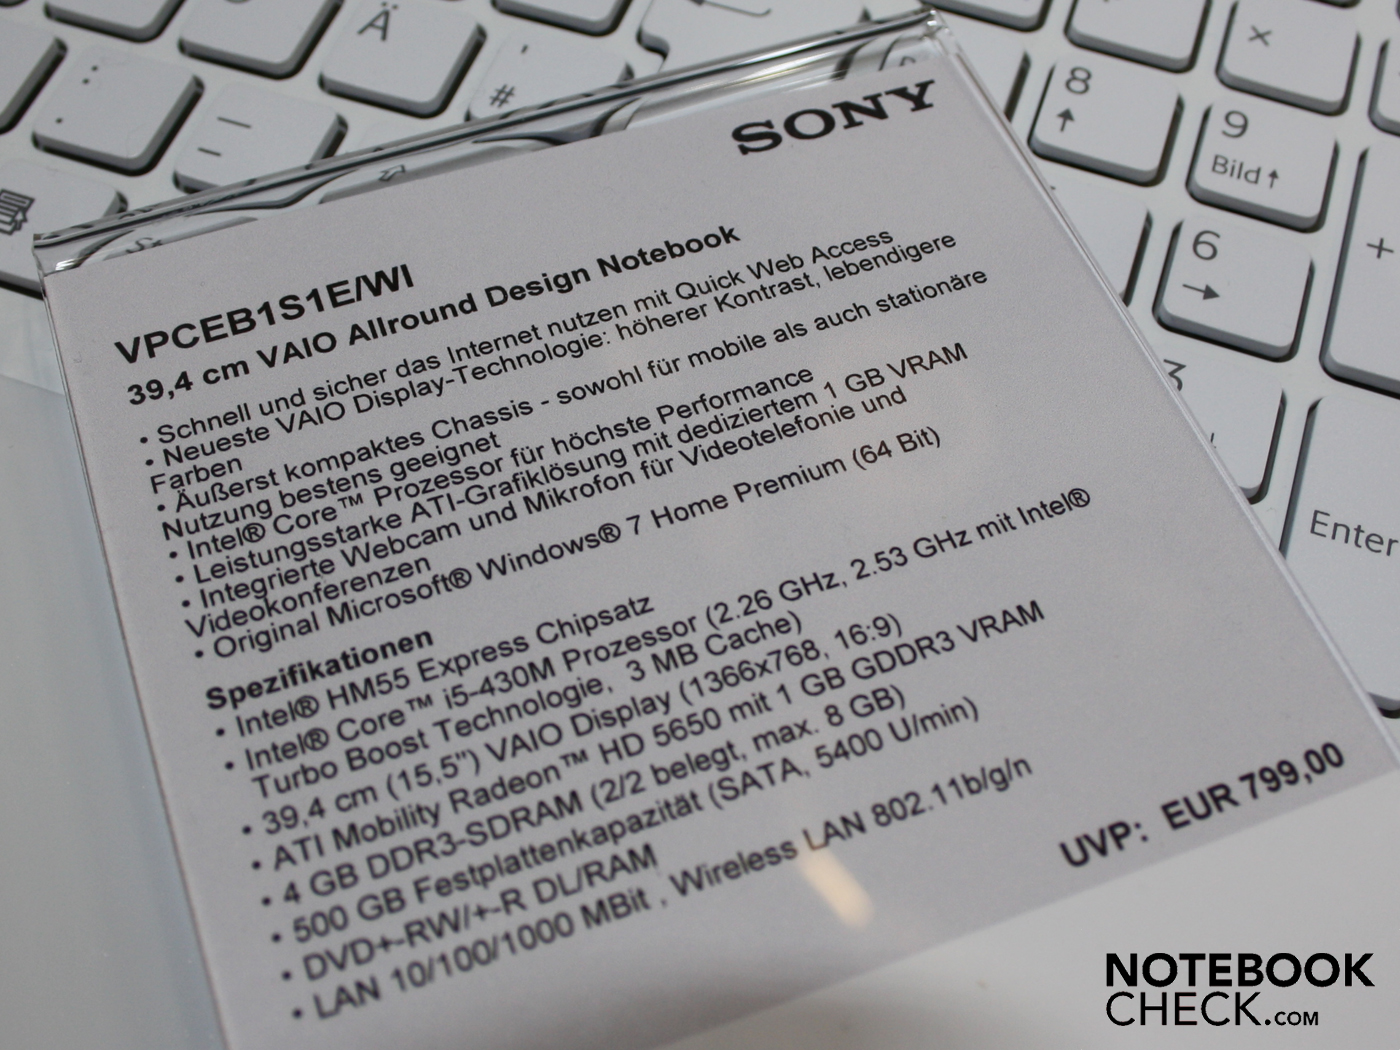 Ä
:
.
—
–
'
#
8
↑
×
9
Bild ↑
6
→
+
3
Enter
SONY
VPCEB1S1E/WI
39,4 cm VAIO Allround Design Notebook
• Schnell und sicher das Internet nutzen mit Quick Web Access
• Neueste VAIO Display-Technologie: höherer Kontrast, lebendigere
Farben
• Äußerst kompaktes Chassis - sowohl für mobile als auch stationäre
Nutzung bestens geeignet
• Intel® Core™ Prozessor für höchste Performance
• Leistungsstarke ATI-Grafiklösung mit dediziertem 1 GB VRAM
• Integrierte Webcam und Mikrofon für Videotelefonie und
Videokonferenzen
• Original Microsoft® Windows® 7 Home Premium (64 Bit)
Spezifikationen
• Intel® HM55 Express Chipsatz
• Intel® Core™ i5-430M Prozessor (2.26 GHz, 2.53 GHz mit Intel®
Turbo Boost Technologie, 3 MB Cache)
• 39,4 cm (15,5") VAIO Display (1366x768, 16:9)
• ATI Mobility Radeon™ HD 5650 mit 1 GB GDDR3 VRAM
• 4 GB DDR3-SDRAM (2/2 belegt, max. 8 GB)
• 500 GB Festplattenkapazität (SATA, 5400 U/min)
• DVD+-RW/+-R DL/RAM
• LAN 10/100/1000 MBit , Wireless LAN 802.11b/g/n
UVP: EUR 799,00
NOTEBOOK
CHECK.COM